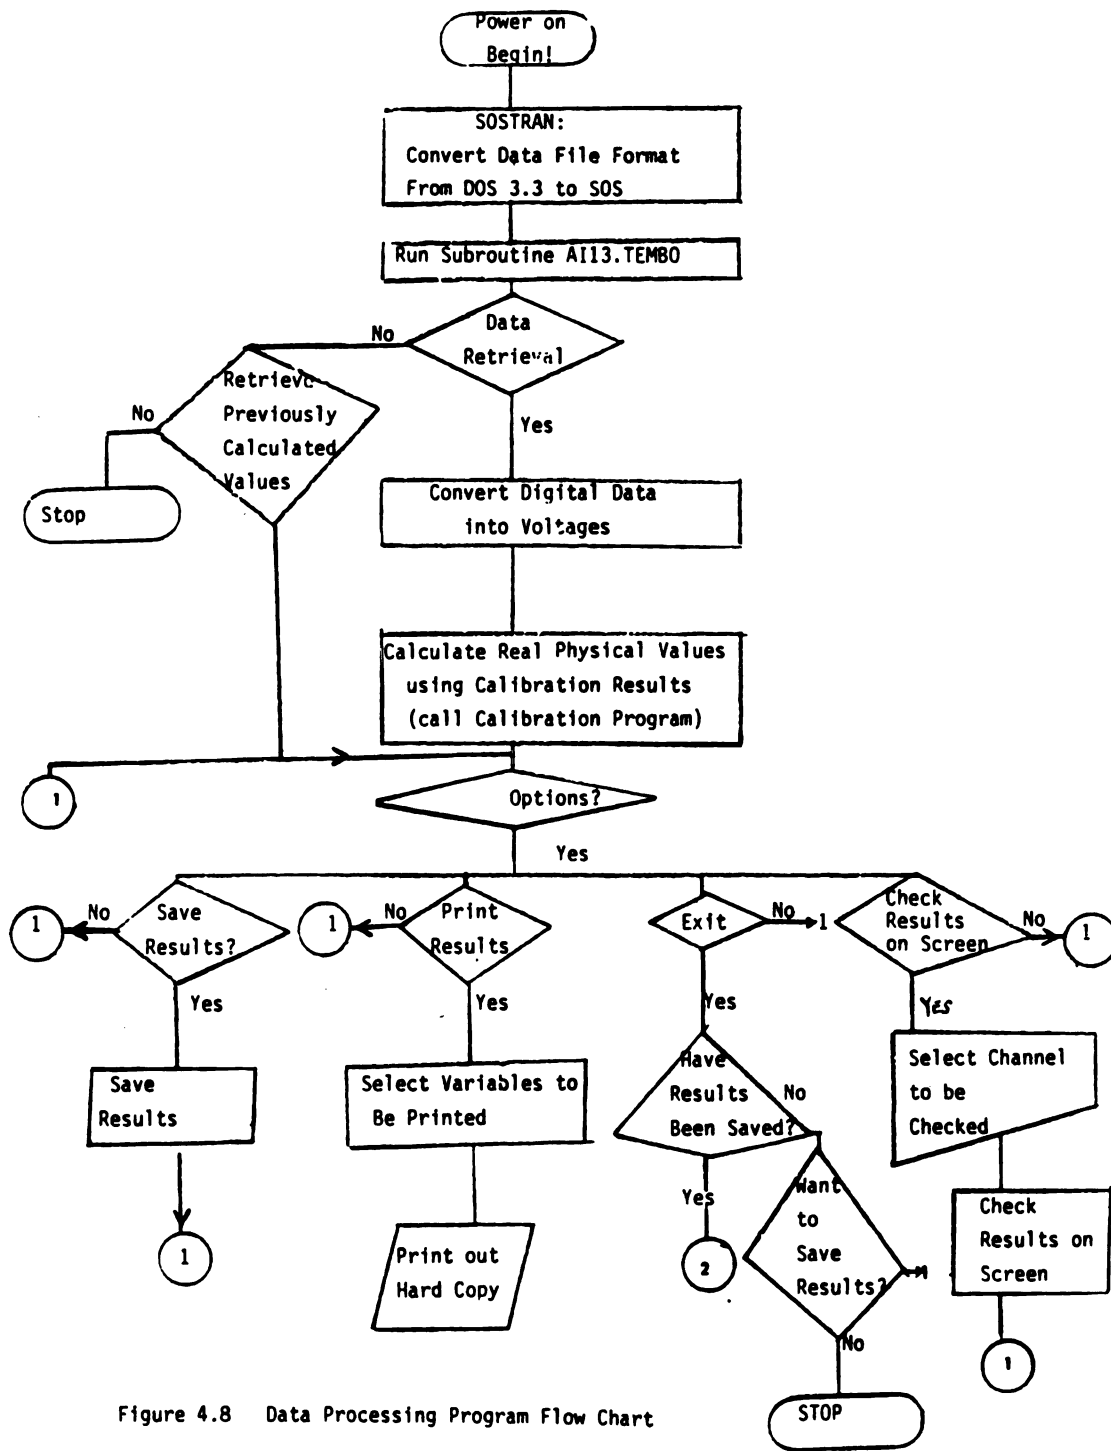 Power on
Begin!
SOSTRAN:
Convert Data File Format
From DOS 3.3 to SOS
Run Subroutine AI13.TEMBO
Data
Retrieval
No
Yes
Retrieve
Previously
Calculated
Values
No
Stop
Convert Digital Data
into Voltages
Calculate Real Physical Values
using Calibration Results
(call Calibration Program)
1
Options?
Yes
1
No
Save
Results?
Yes
Save
Results
1
1
No
Print
Results
Yes
Select Variables to
Be Printed
Print out
Hard Copy
Exit
No
1
Yes
Have
Results
Been Saved?
No
Yes
2
Want
to
Save
Results?
No
STOP
Check
Results
on Screen
No
1
Yes
Select Channel
to be
Checked
Check
Results on
Screen
1
Figure 4.8 Data Processing Program Flow Chart